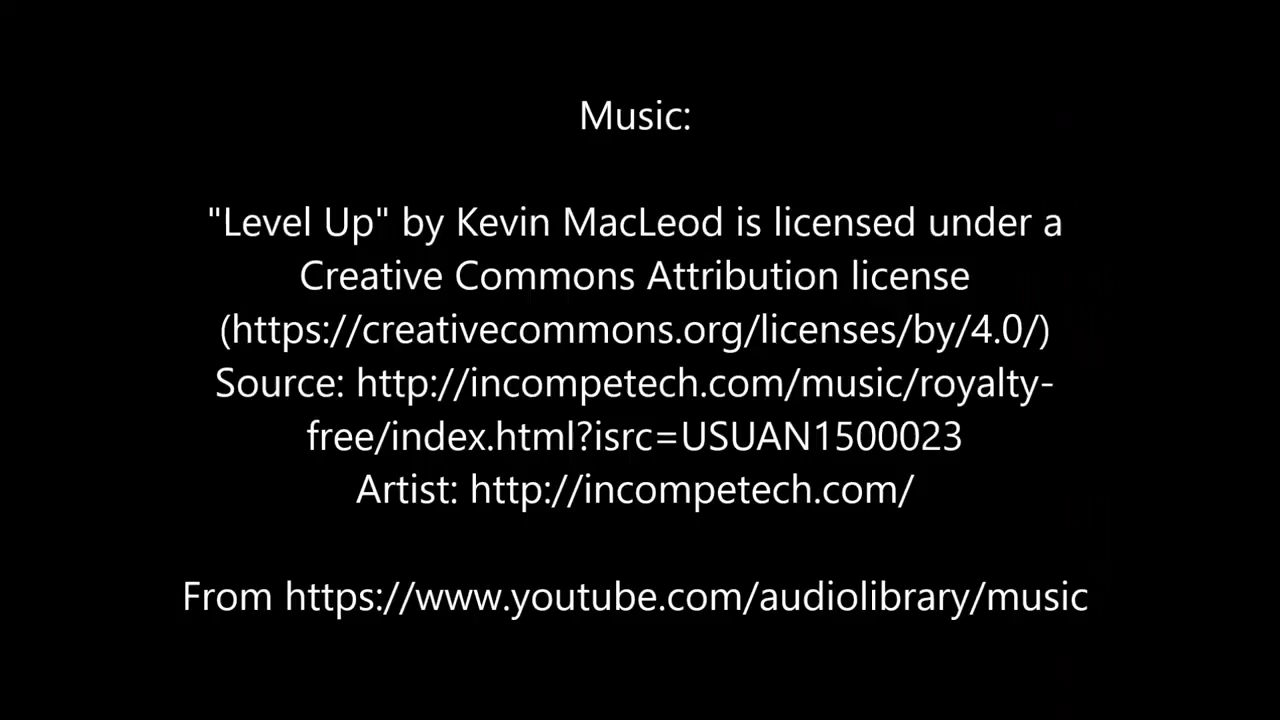 Music:
"Level Up" by Kevin MacLeod is licensed under a
Creative Commons Attribution license
(https://creativecommons.org/licenses/by/4.0/)
Source: http://incompetech.com/music/royalty-
free/index.html?isrc=USUAN1500023
Artist: http://incompetech.com/
From https://www.youtube.com/audiolibrary/music